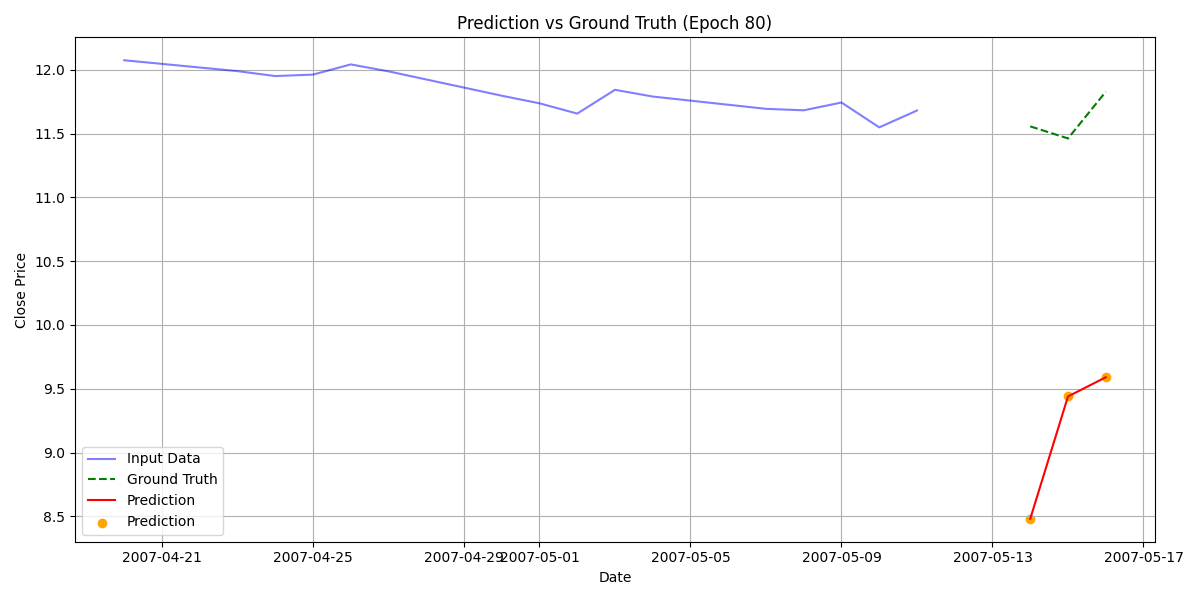 Prediction vs Ground Truth (Epoch 80)
Close Price
12.0
11.5
11.0
10.5
10.0
9.5
9.0
8.5
Input Data
Ground Truth
Prediction
Prediction
2007-04-21
2007-04-25
2007-04-29
2007-05-01
2007-05-05
2007-05-09
2007-05-13
2007-05-17
Date